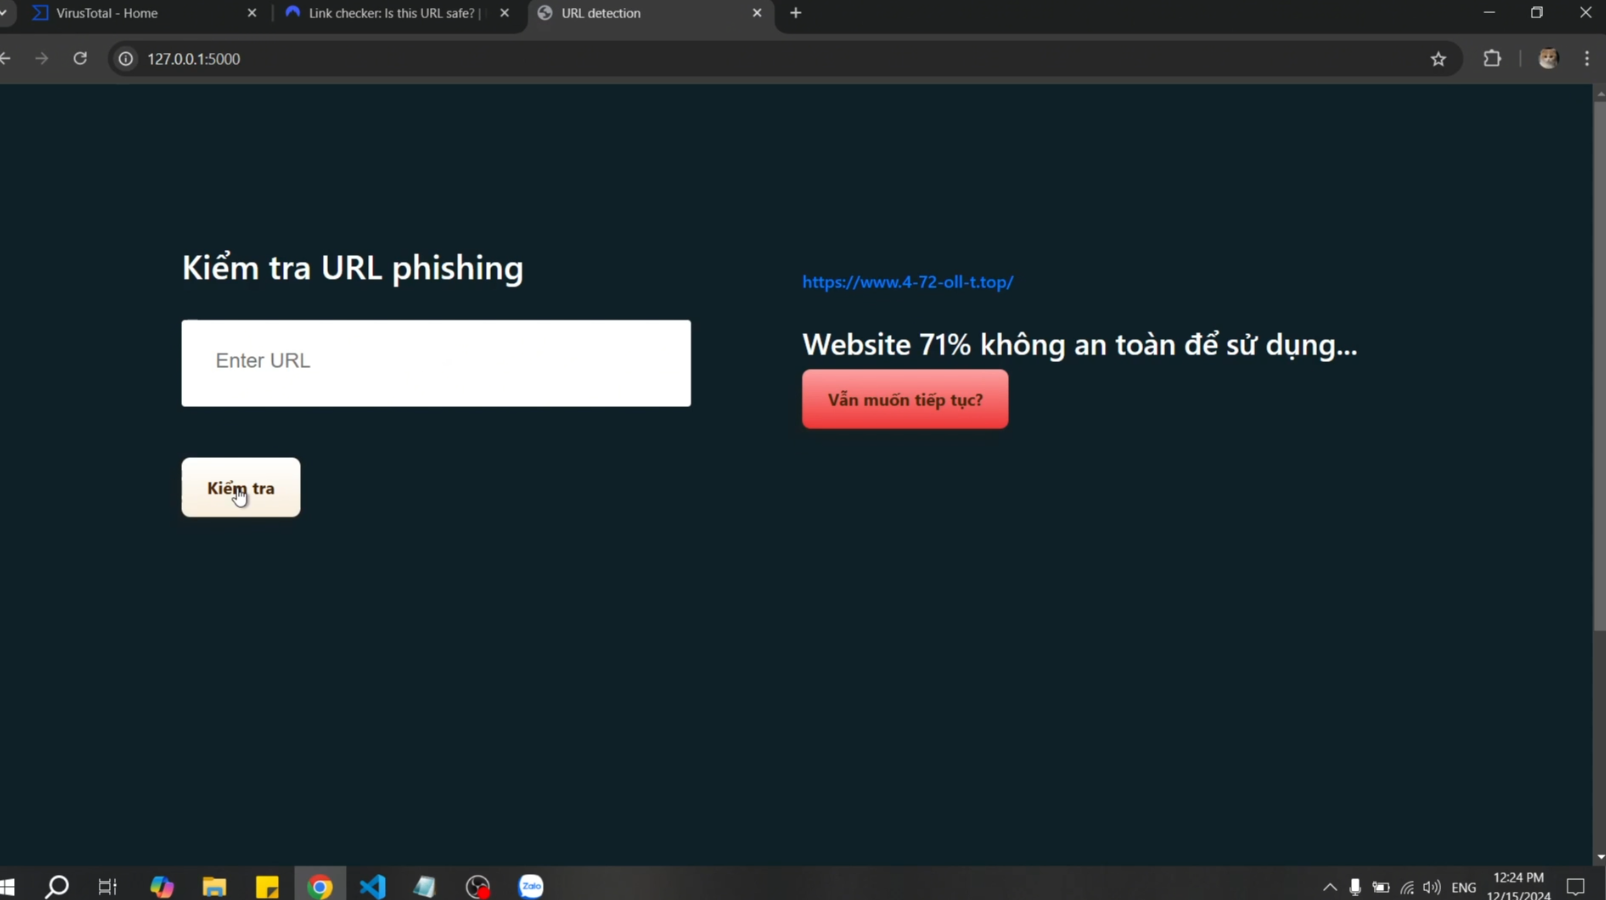 VirusTotal - Home
Link checker: Is this URL safe? |
URL detection
127.0.0.1:5000
Kiểm tra URL phishing
Enter URL
Kiểm tra
https://www.4-72-oll-t.top/
Website 71% không an toàn để sử dụng...
Vẫn muốn tiếp tục?
Zalo
ENG
12:24 PM
12/15/2024